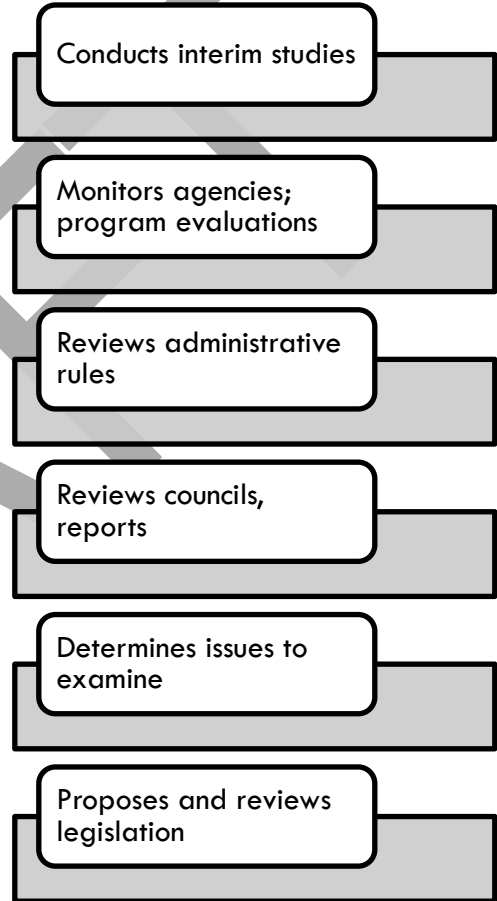 Conducts interim studies
Monitors agencies;
program evaluations
Reviews administrative
rules
Reviews councils,
reports
Determines issues to
examine
Proposes and reviews
legislation